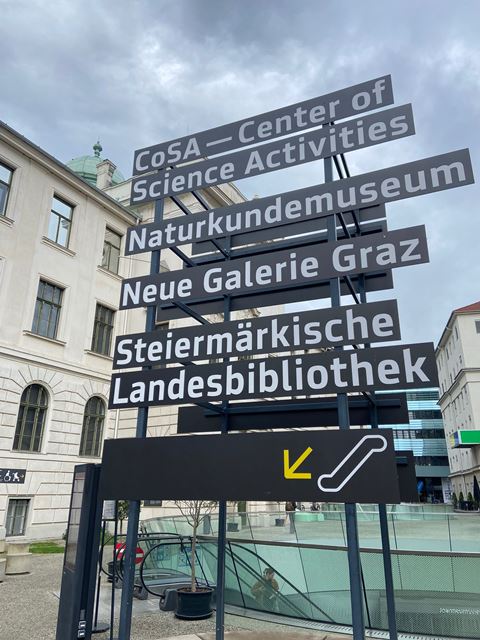 CoSA — Center of
Science Activities
Naturkundemuseum
Neue Galerie Graz
Steiermärkische
Landesbibliothek